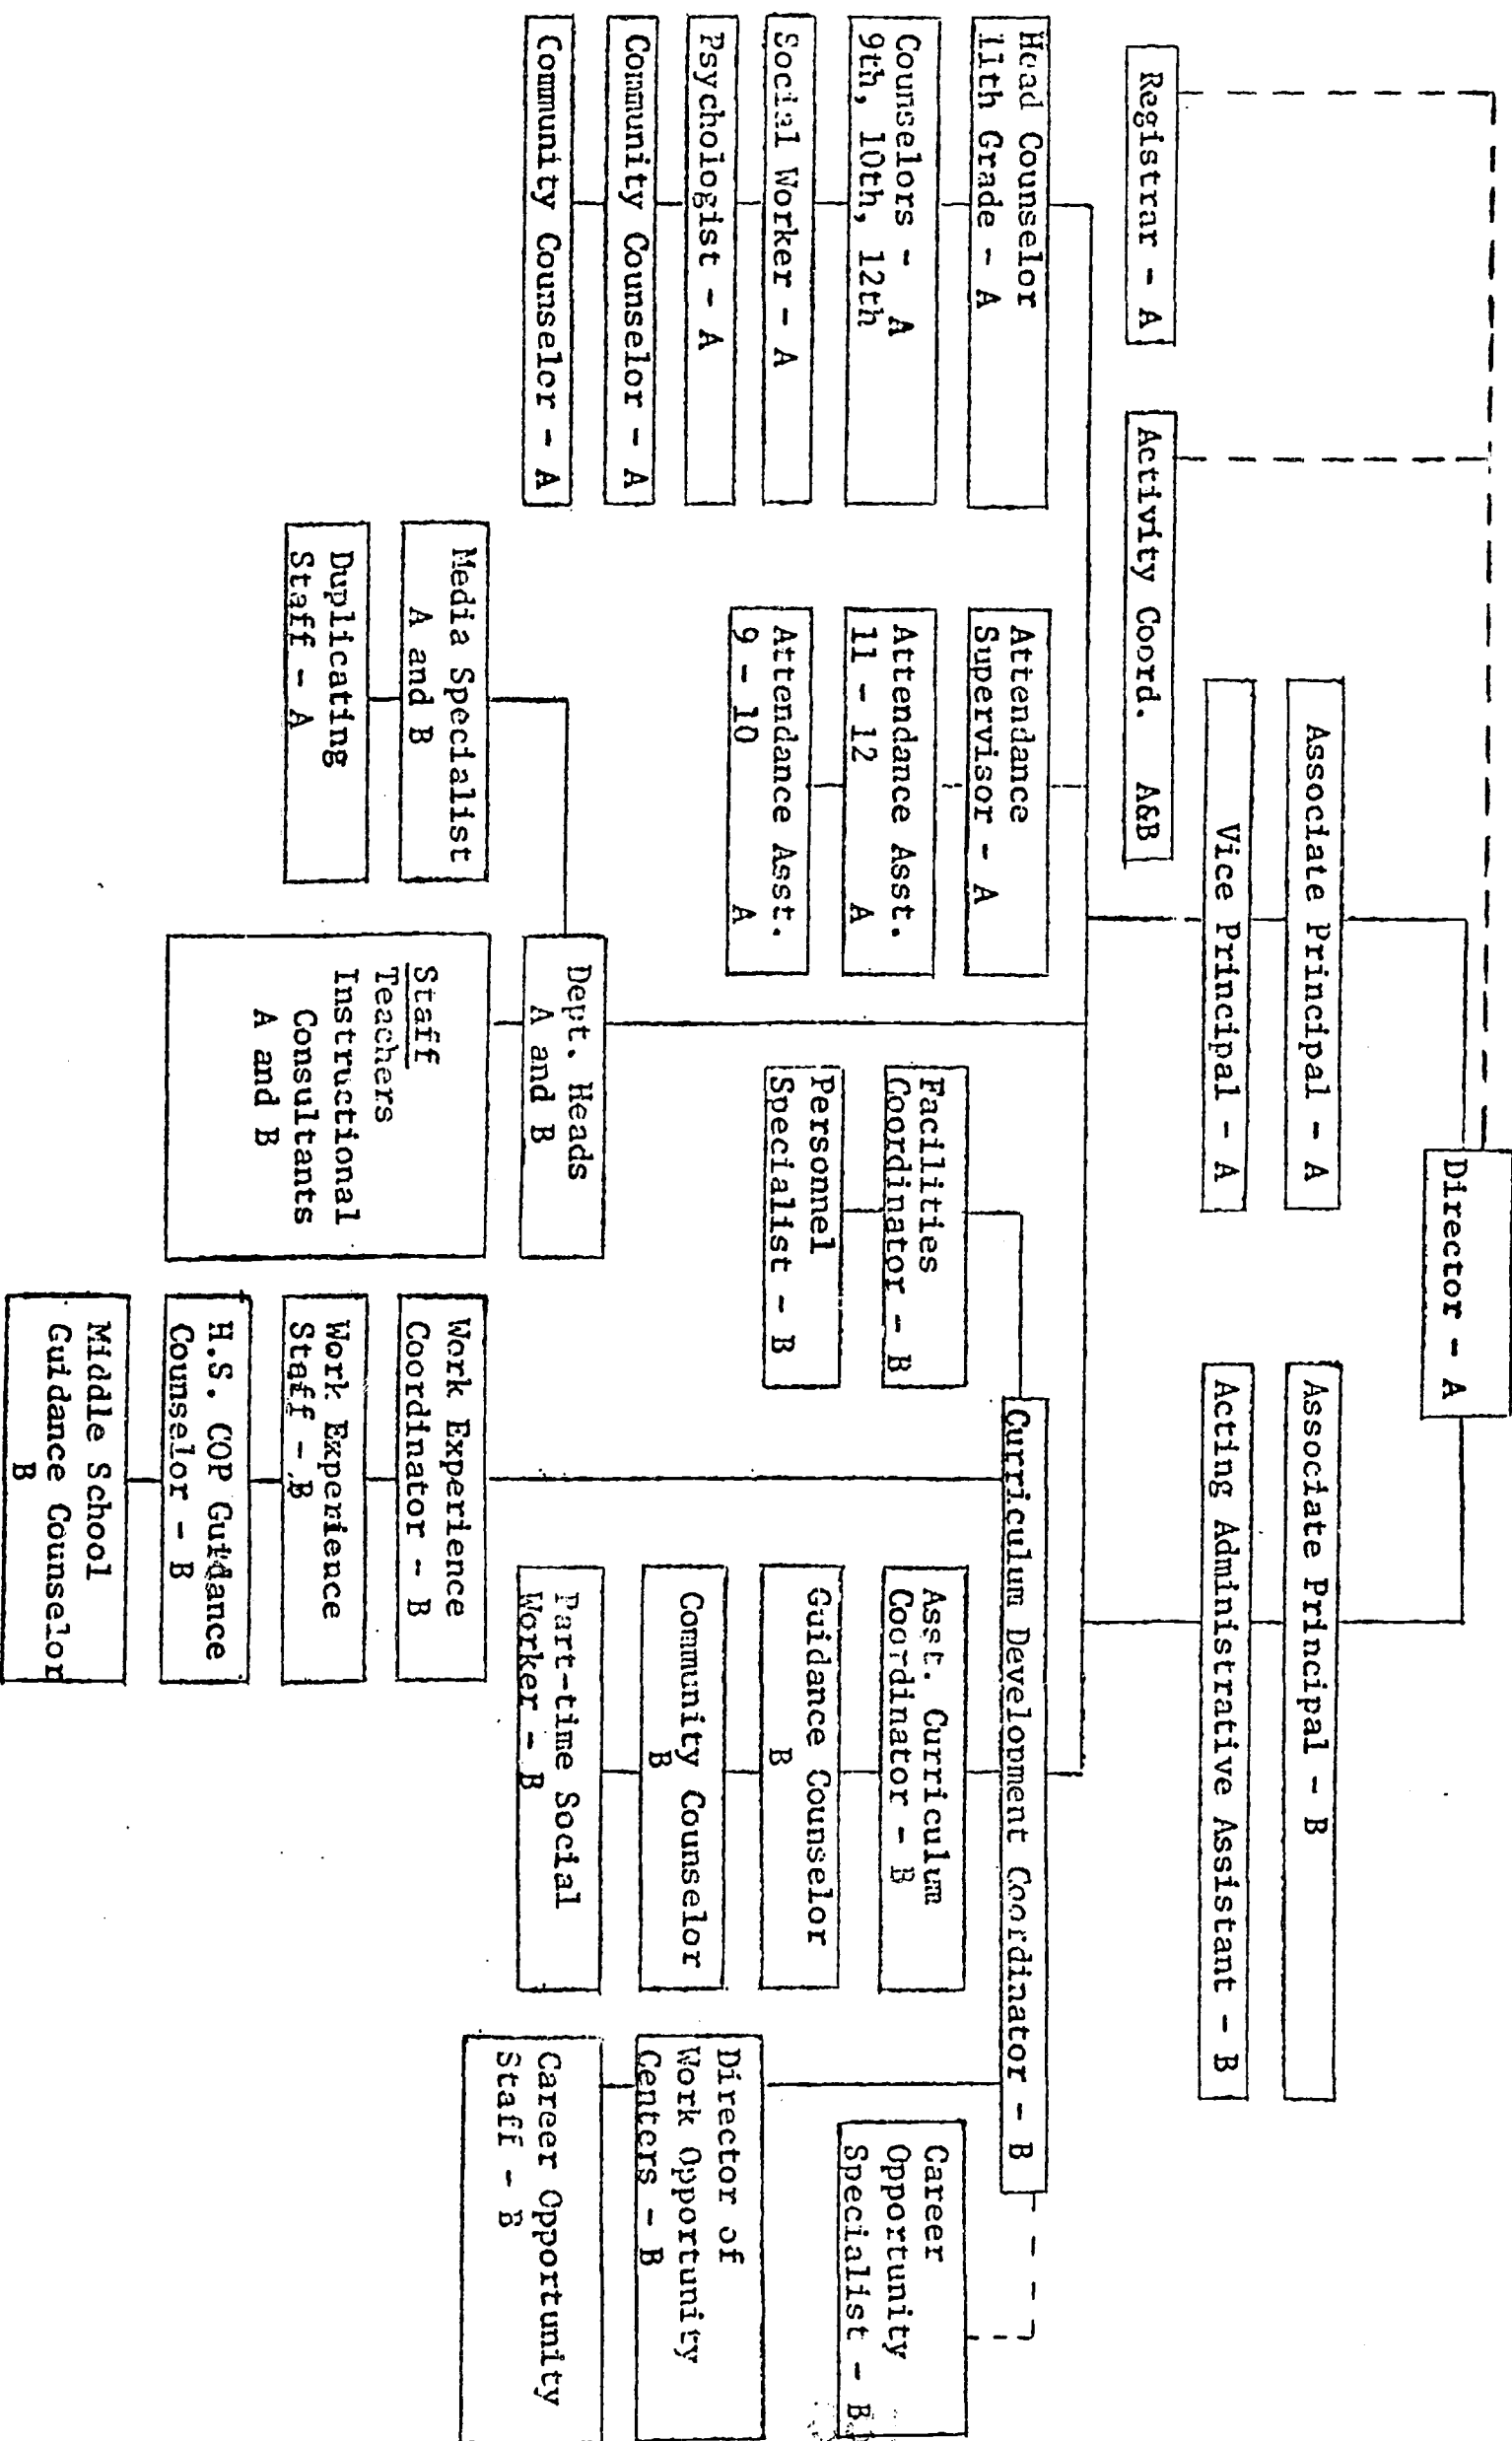 Director - A
Associate Principal - A
Vice Principal - A
Associate Principal - B
Acting Administrative Assistant - B
Registrar - A
Activity Coord.   A&B
Head Counselor
11th Grade - A
Counselors -  A
9th, 10th, 12th
Social Worker - A
Psychologist - A
Community Counselor - A
Community Counselor - A
Attendance
Supervisor - A
Attendance Asst.
11 - 12      A
Attendance Asst.
9 - 10       A
Dept. Heads
A and B
Media Specialist
A and B
Duplicating
Staff - A
Staff
Teachers
Instructional
Consultants
A and B
Curriculum Development Coordinator - B
Facilities
Coordinator - B
Personnel
Specialist - B
Work Experience
Coordinator - B
Work Experience
Staff - B
H.S. COP Guidance
Counselor - B
Middle School
Guidance Counselor
B
Asst. Curriculum
Coordinator - B
Guidance Counselor
B
Community Counselor
B
Part-time Social
Worker - B
Director of
Work Opportunity
Centers - B
Career Opportunity
Staff - B
Career
Opportunity
Specialist - B